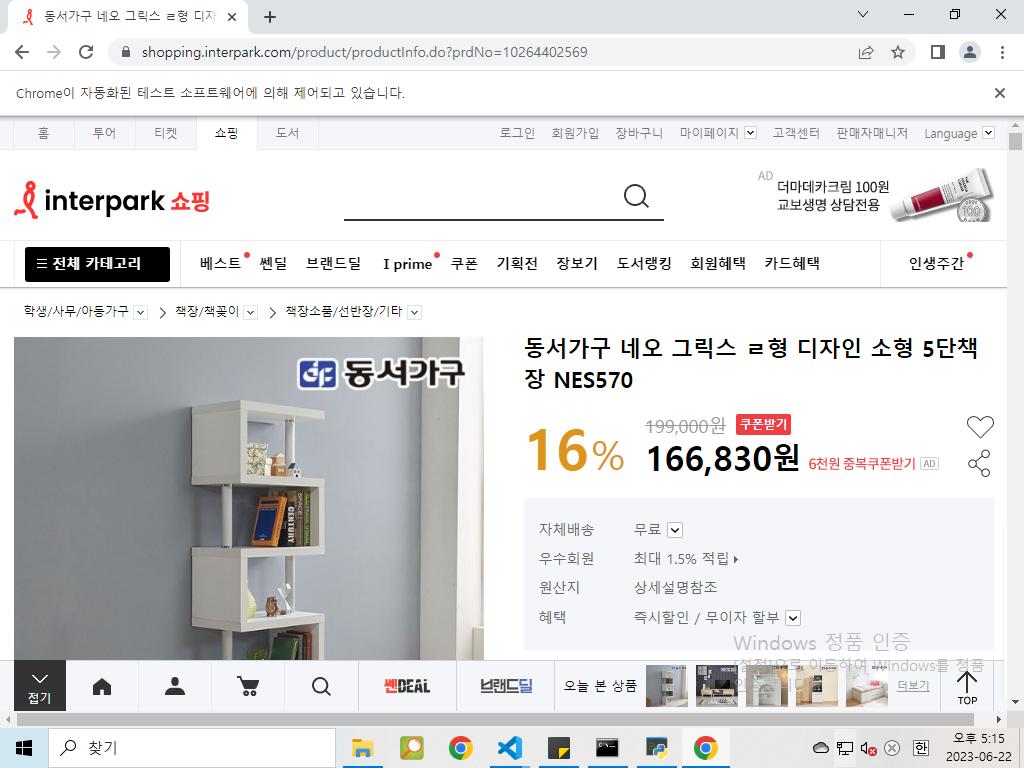 동서가구 네오 그릭스 ㄹ형 디자
shopping.interpark.com/product/productInfo.do?prdNo=10264402569
Chrome이 자동화된 테스트 소프트웨어에 의해 제어되고 있습니다.
홈 투어 티켓 쇼핑 도서 로그인 회원가입 장바구니 마이페이지 고객센터 판매자매니저 Language
interpark 쇼핑
AD 더마데카크림 100원
교보생명 상담전용
전체 카테고리 베스트 쎈딜 브랜드딜 I prime 쿠폰 기획전 장보기 도서랭킹 회원혜택 카드혜택 인생주간
학생/사무/아동가구 책장/책꽂이 책장소품/선반장/기타
동서가구
동서가구 네오 그릭스 ㄹ형 디자인 소형 5단책
장 NES570
16% 199,000원 쿠폰받기
166,830원 6천원 중복쿠폰받기 AD
자체배송 무료
우수회원 최대 1.5% 적립
원산지 상세설명참조
혜택 즉시할인 / 무이자 할부
CENTURY
Windows 정품 인증
[설정]으로 이동하여 Windows를 정품
접기 쎈DEAL 브랜드딜 오늘 본 상품 더보기 TOP
찾기
한 오후 5:15
2023-06-22